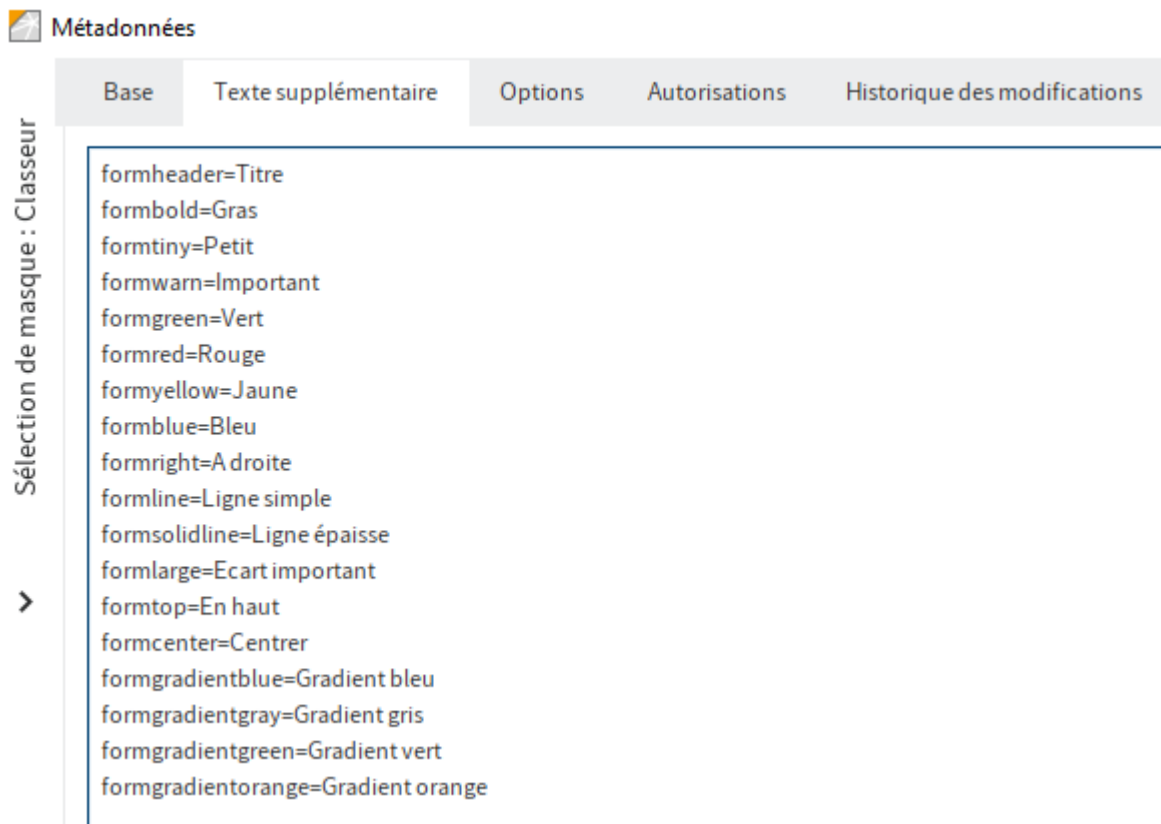 Métadonnées
Base Texte supplémentaire Options Autorisations Historique des modifications
Sélection de masque : Classeur
formheader=Titre
formbold=Gras
formtiny=Petit
formwarn=Important
formgreen=Vert
formred=Rouge
formyellow=Jaune
formblue=Bleu
formright=A droite
formline=Ligne simple
formsolidline=Ligne épaisse
formlarge=Ecart important
formtop=En haut
formcenter=Centrer
formgradientblue=Gradient bleu
formgradientgray=Gradient gris
formgradientgreen=Gradient vert
formgradientorange=Gradient orange